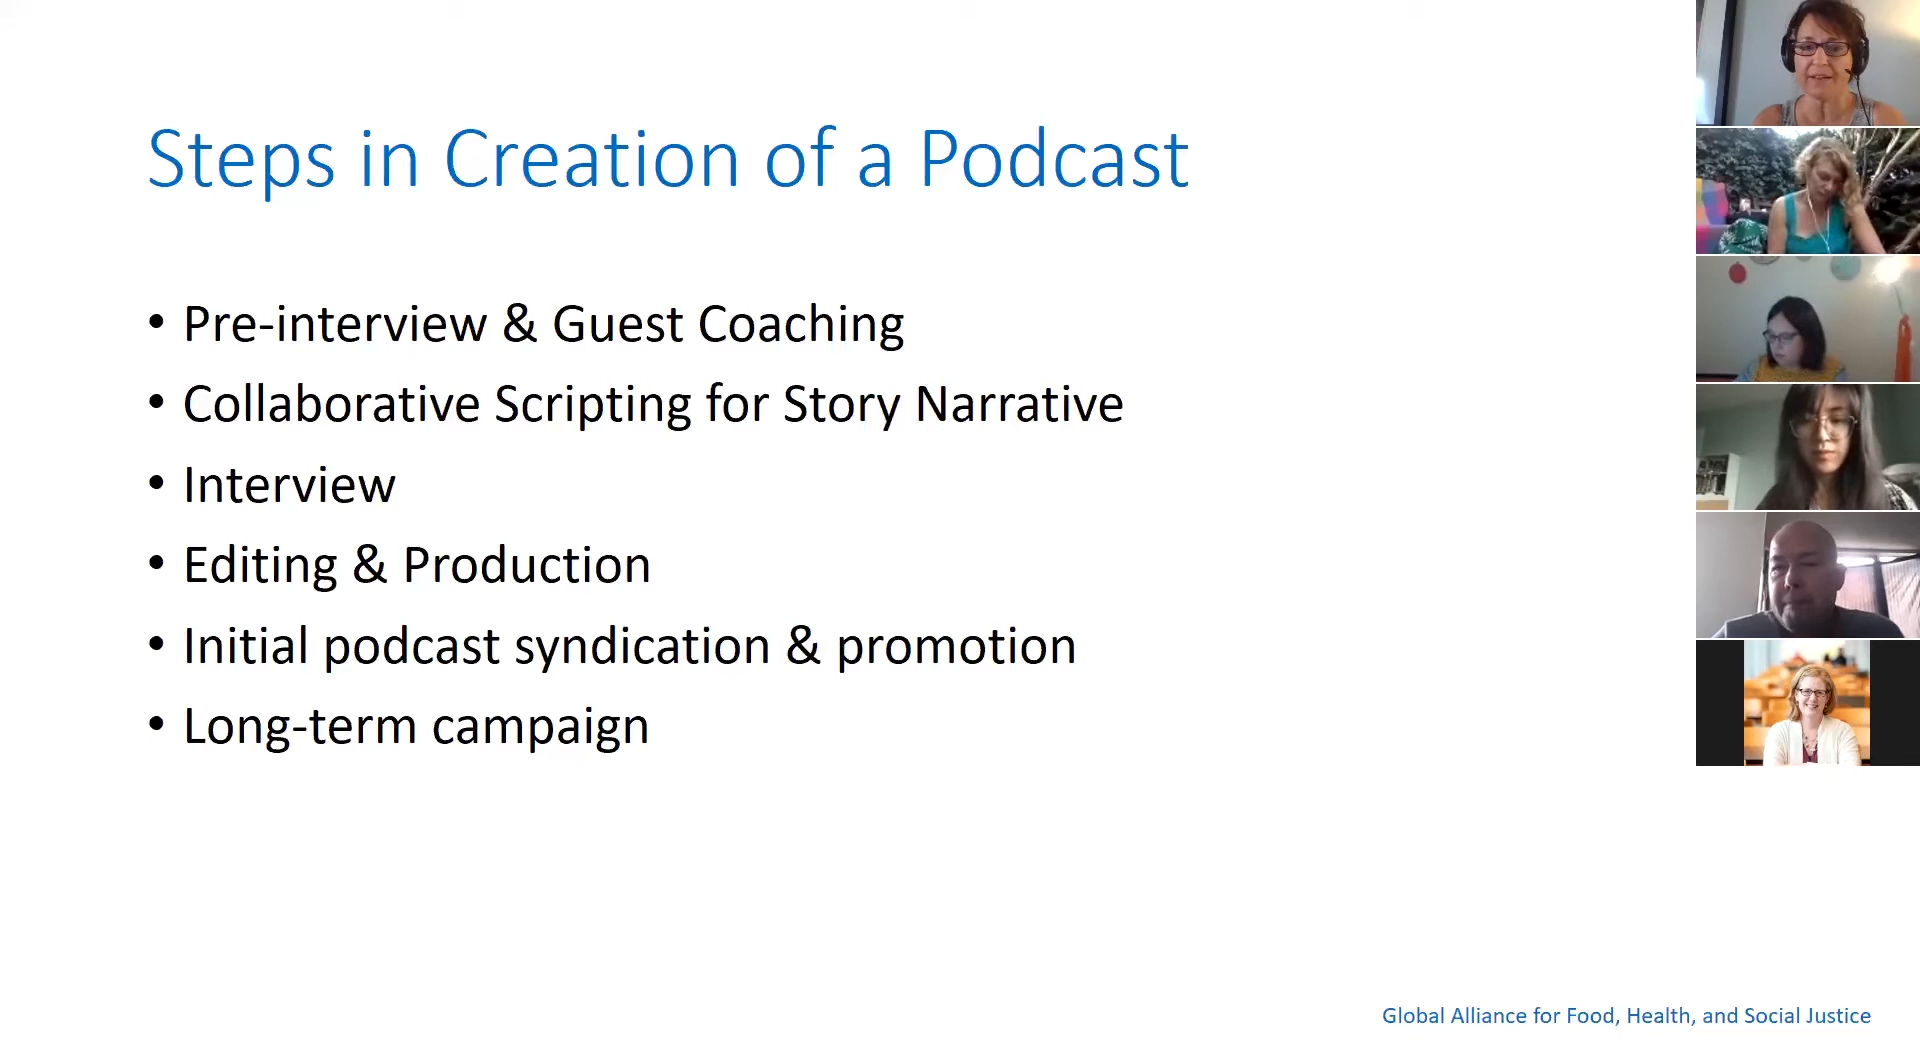 Steps in Creation of a Podcast
• Pre-interview & Guest Coaching
• Collaborative Scripting for Story Narrative
• Interview
• Editing & Production
• Initial podcast syndication & promotion
• Long-term campaign
Global Alliance for Food, Health, and Social Justice